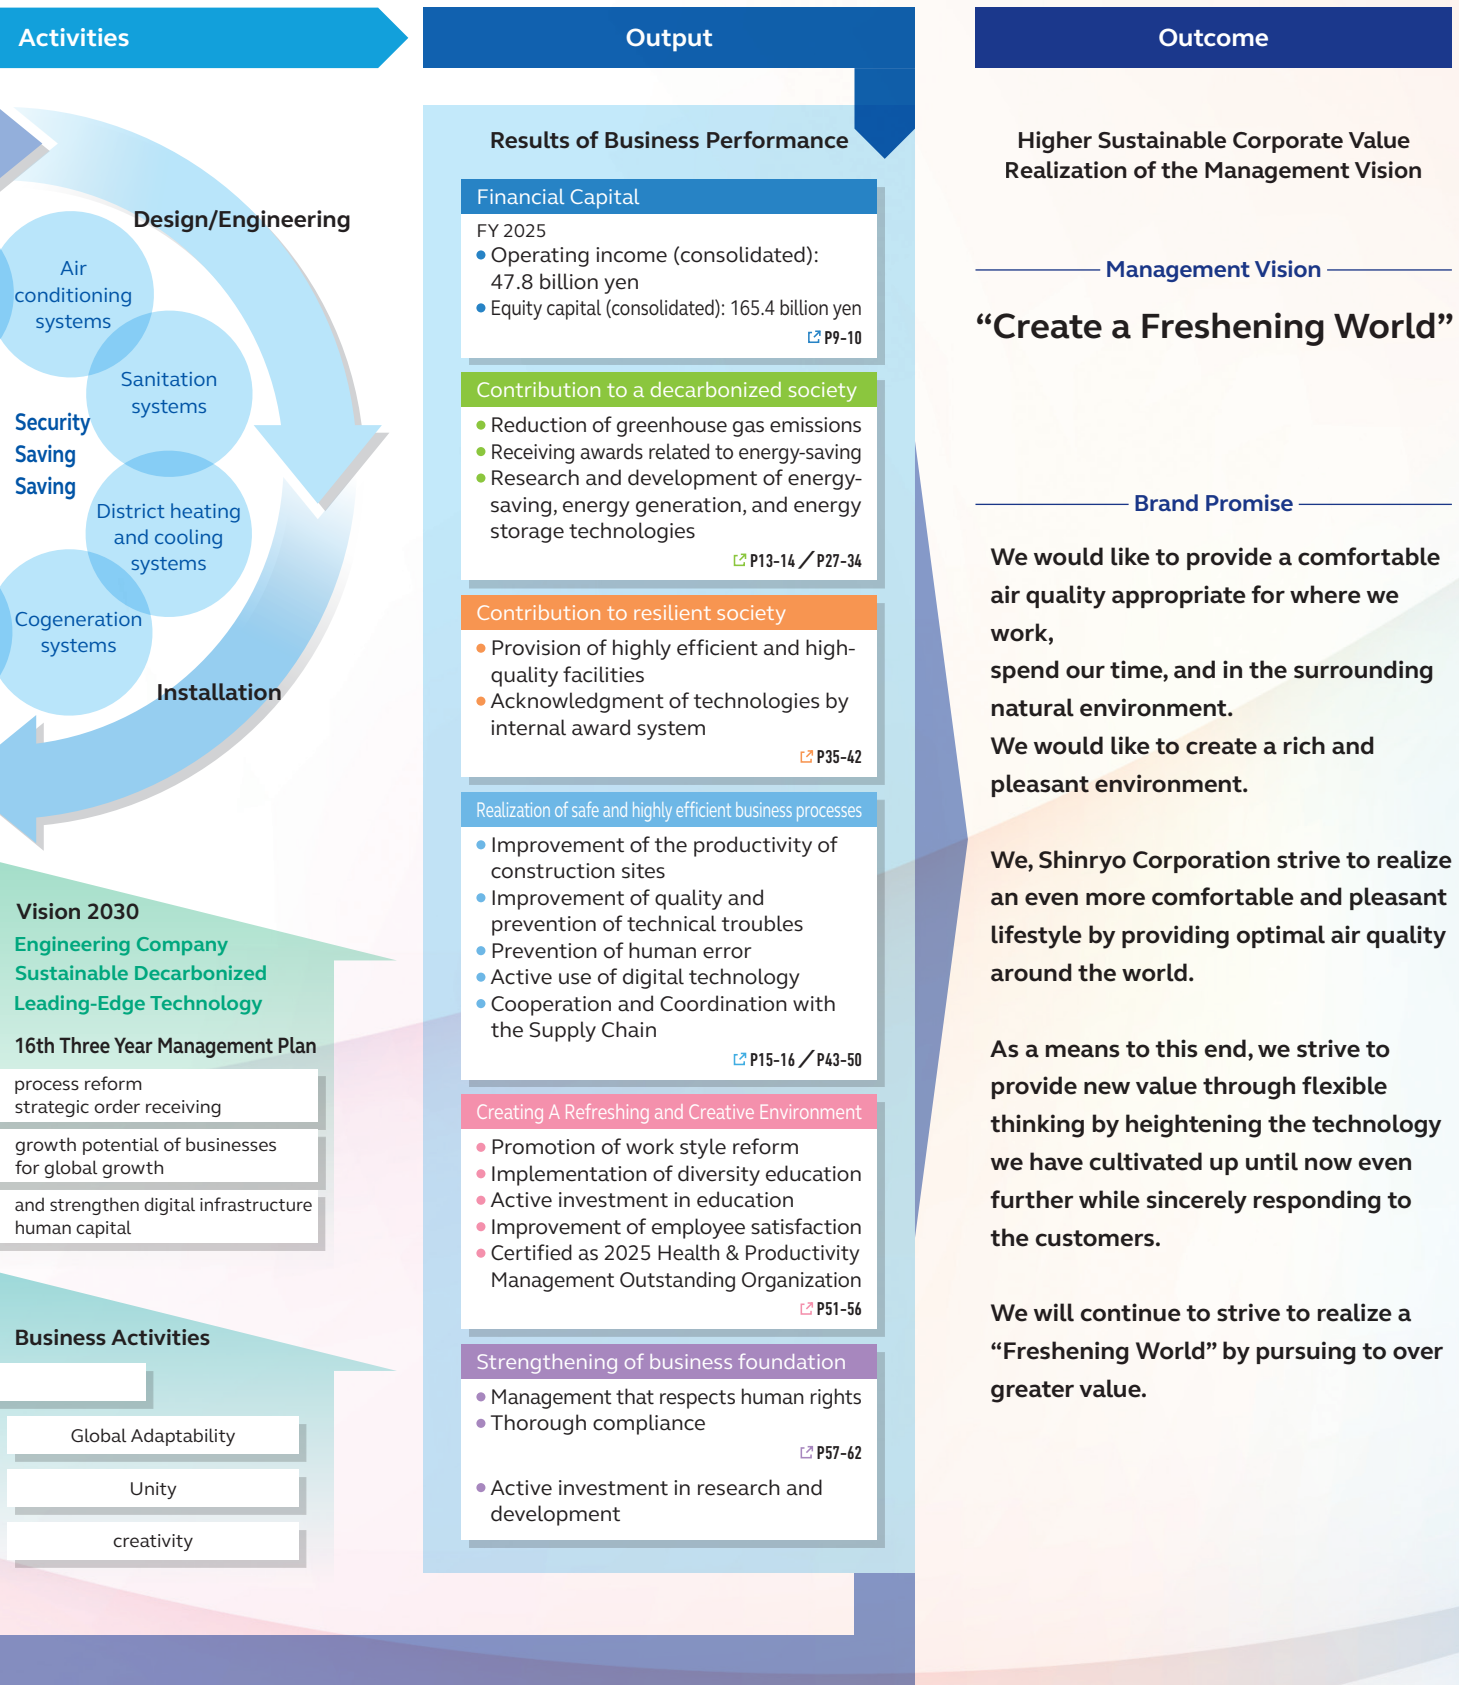 Activities
Design/Engineering
Air
conditioning
systems
Sanitation
systems
Security
Saving
Saving
District heating
and cooling
systems
Cogeneration
systems
Installation
Vision 2030
Engineering Company
Sustainable Decarbonized
Leading-Edge Technology
16th Three Year Management Plan
process reform
strategic order receiving
growth potential of businesses
for global growth
and strengthen digital infrastructure
human capital
Business Activities
Global Adaptability
Unity
creativity
Output
Results of Business Performance
Financial Capital
FY 2025
• Operating income (consolidated):
47.8 billion yen
• Equity capital (consolidated): 165.4 billion yen
P9-10
Contribution to a decarbonized society
• Reduction of greenhouse gas emissions
• Receiving awards related to energy-saving
• Research and development of energy-
saving, energy generation, and energy
storage technologies
P13-14 / P27-34
Contribution to resilient society
• Provision of highly efficient and high-
quality facilities
• Acknowledgment of technologies by
internal award system
P35-42
Realization of safe and highly efficient business processes
• Improvement of the productivity of
construction sites
• Improvement of quality and
prevention of technical troubles
• Prevention of human error
• Active use of digital technology
• Cooperation and Coordination with
the Supply Chain
P15-16 / P43-50
Creating A Refreshing and Creative Environment
• Promotion of work style reform
• Implementation of diversity education
• Active investment in education
• Improvement of employee satisfaction
• Certified as 2025 Health & Productivity
Management Outstanding Organization
P51-56
Strengthening of business foundation
• Management that respects human rights
• Thorough compliance
P57-62
• Active investment in research and
development
Outcome
Higher Sustainable Corporate Value
Realization of the Management Vision
Management Vision
“Create a Freshening World”
Brand Promise
We would like to provide a comfortable
air quality appropriate for where we
work,
spend our time, and in the surrounding
natural environment.
We would like to create a rich and
pleasant environment.
We, Shinryo Corporation strive to realize
an even more comfortable and pleasant
lifestyle by providing optimal air quality
around the world.
As a means to this end, we strive to
provide new value through flexible
thinking by heightening the technology
we have cultivated up until now even
further while sincerely responding to
the customers.
We will continue to strive to realize a
“Freshening World” by pursuing to over
greater value.